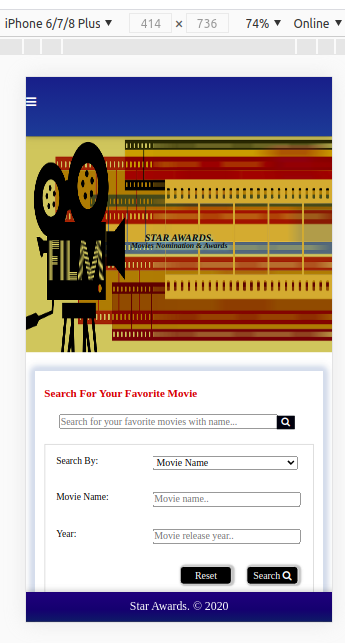 iPhone 6/7/8 Plus ▼ 414 × 736 74% ▼ Online ▼
FILM
STAR AWARDS.
Movies Nomination & Awards
Search For Your Favorite Movie
Search for your favorite movies with name...
Search By: Movie Name
Movie Name: Movie name..
Year: Movie release year..
Reset Search
Star Awards. © 2020